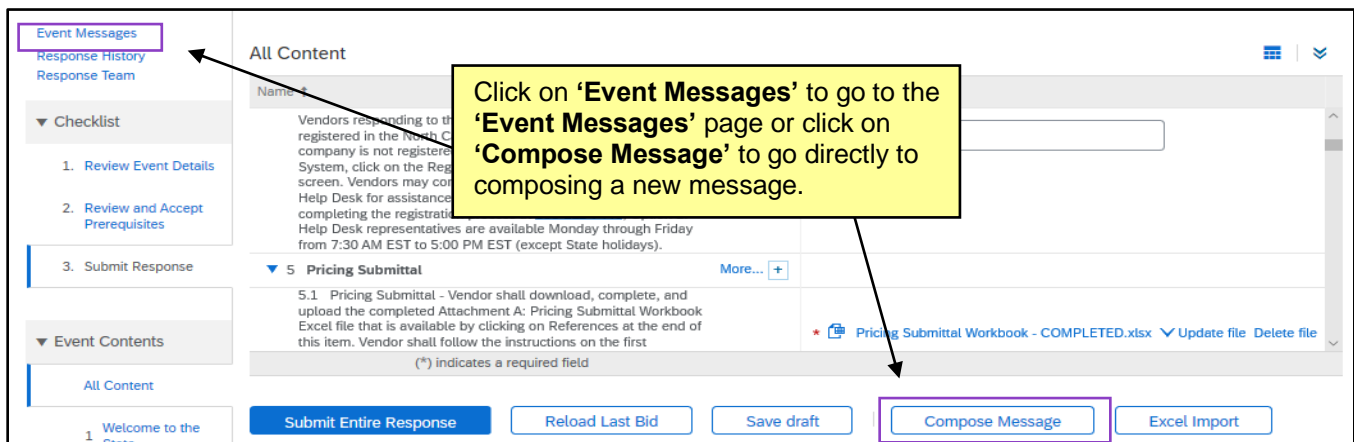 Event Messages
Response History
Response Team
▼ Checklist
1. Review Event Details
2. Review and Accept
Prerequisites
3. Submit Response
▼ Event Contents
All Content
1 Welcome to the
All Content
Name ↑
Click on ‘Event Messages’ to go to the
‘Event Messages’ page or click on
‘Compose Message’ to go directly to
composing a new message.
Vendors responding to
registered in the North
company is not registere
System, click on the Reg
screen. Vendors may
Help Desk for assistance
completing the registrati
Help Desk representatives are available Monday through Friday
from 7:30 AM EST to 5:00 PM EST (except State holidays).
▼ 5 Pricing Submittal More... +
5.1 Pricing Submittal - Vendor shall download, complete, and
upload the completed Attachment A: Pricing Submittal Workbook
Excel file that is available by clicking on References at the end of
this item. Vendor shall follow the instructions on the first
* Pricing Submittal Workbook - COMPLETED.xlsx Update file Delete file
(*) indicates a required field
Submit Entire Response Reload Last Bid Save draft Compose Message Excel Import